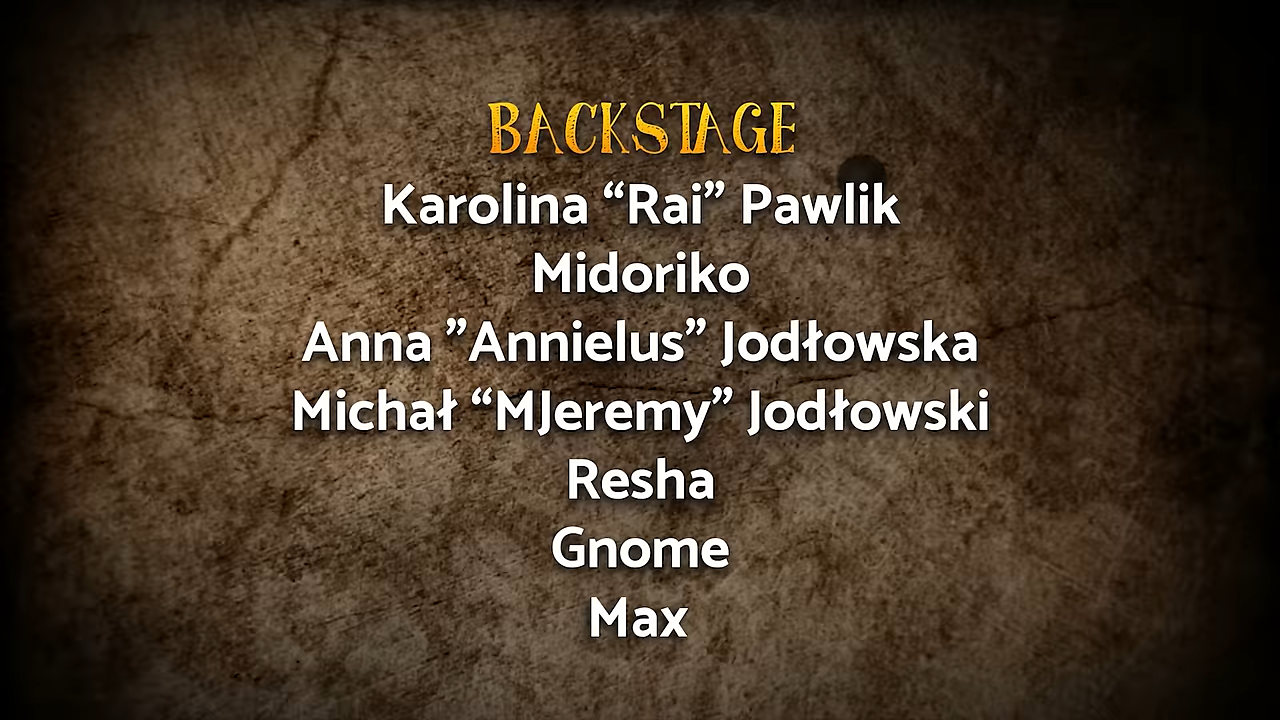 BACKSTAGE
Karolina “Rai” Pawlik
Midoriko
Anna ”Annielus” Jodłowska
Michał “MJeremy” Jodłowski
Resha
Gnome
Max